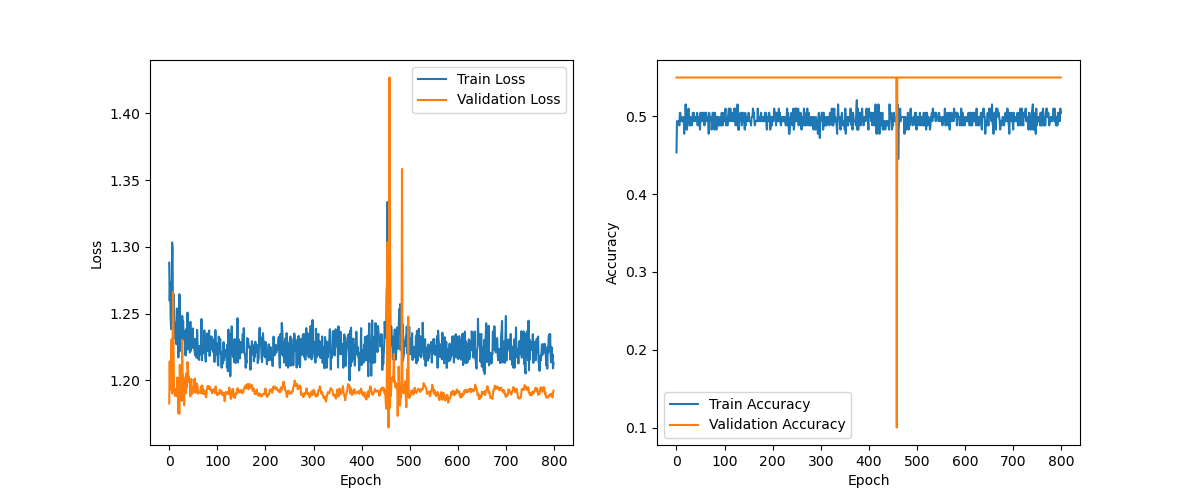 Train Loss
Validation Loss
1.40
1.35
1.30
1.25
1.20
Loss
0 100 200 300 400 500 600 700 800
Epoch
0.5
0.4
0.3
0.2
0.1
Accuracy
Train Accuracy
Validation Accuracy
0 100 200 300 400 500 600 700 800
Epoch